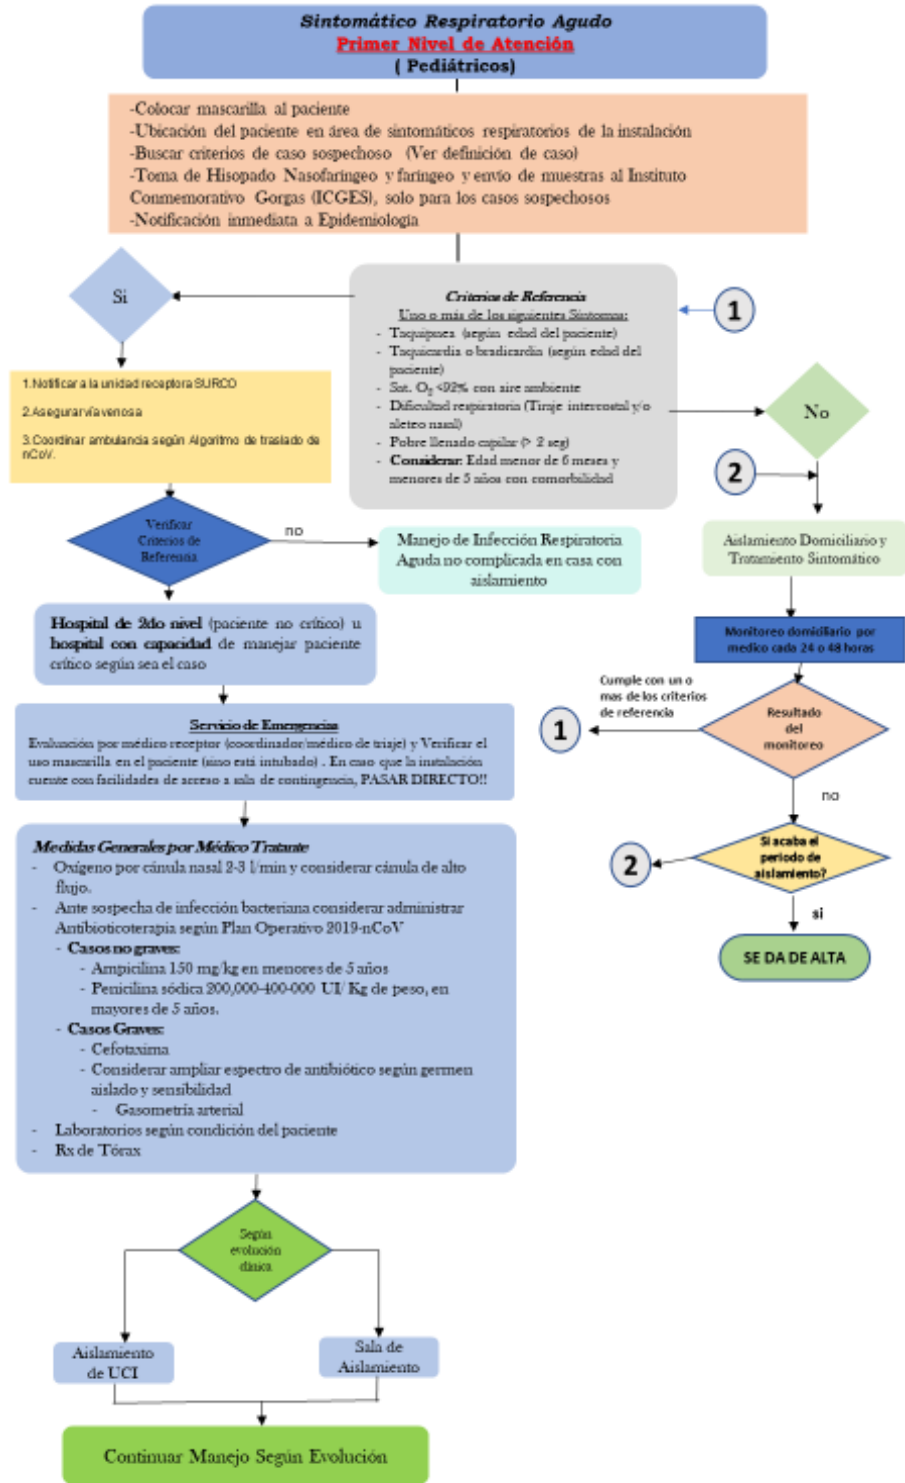 Sintomático Respiratorio Agudo
Primer Nivel de Atención
( Pediátricos)
-Colocar mascarilla al paciente
-Ubicación del paciente en área de sintomáticos respiratorios de la instalación
-Buscar criterios de caso sospechoso (Ver definición de caso)
-Toma de Hisopado Nasofaríngeo y faríngeo y envío de muestras al Instituto
Conmemorativo Gorgas (ICGES), solo para los casos sospechosos
-Notificación inmediata a Epidemiología
Si
Criterios de Referencia
Uno o más de los siguientes Síntomas:
- Taquipnea (según edad del paciente)
- Taquicardia o bradicardia (según edad del
paciente)
- Sat. O₂ <92% con aire ambiente
- Dificultad respiratoria (Tiraje intercostal y/o
aleteo nasal)
- Pobre llenado capilar (> 2 seg)
- Considerar: Edad menor de 6 meses y
menores de 5 años con comorbilidad
1
No
2
1.Notificar a la unidad receptora SURCO
2.Asegurar vía venosa
3.Coordinar ambulancia según Algoritmo de traslado de
nCoV.
Verificar
Criterios de
Referencia
no
Manejo de Infección Respiratoria
Aguda no complicada en casa con
aislamiento
Aislamiento Domiciliario y
Tratamiento Sintomático
Hospital de 2do nivel (paciente no crítico) u
hospital con capacidad de manejar paciente
crítico según sea el caso
Monitoreo domiciliario por
medico cada 24 o 48 horas
Cumple con un o
mas de los criterios
de referencia
1
Resultado
del
monitoreo
no
Servicio de Emergencias
Evaluación por médico receptor (coordinador/médico de triaje) y Verificar el
uso mascarilla en el paciente (sino está intubado) . En caso que la instalación
cuente con facilidades de acceso a sala de contingencia, PASAR DIRECTO!!
2
Si acaba el
periodo de
aislamiento?
si
SE DA DE ALTA
Medidas Generales por Médico Tratante
- Oxígeno por cánula nasal 2-3 l/min y considerar cánula de alto
flujo.
- Ante sospecha de infección bacteriana considerar administrar
Antibioticoterapia según Plan Operativo 2019-nCoV
- Casos no graves:
- Ampicilina 150 mg/kg en menores de 5 años
- Penicilina sódica 200,000-400-000 UI/ Kg de peso, en
mayores de 5 años.
- Casos Graves:
- Cefotaxima
- Considerar ampliar espectro de antibiótico según germen
aislado y sensibilidad
- Gasometría arterial
- Laboratorios según condición del paciente
- Rx de Tórax
Según
evolución
clínica
Aislamiento
de UCI
Sala de
Aislamiento
Continuar Manejo Según Evolución